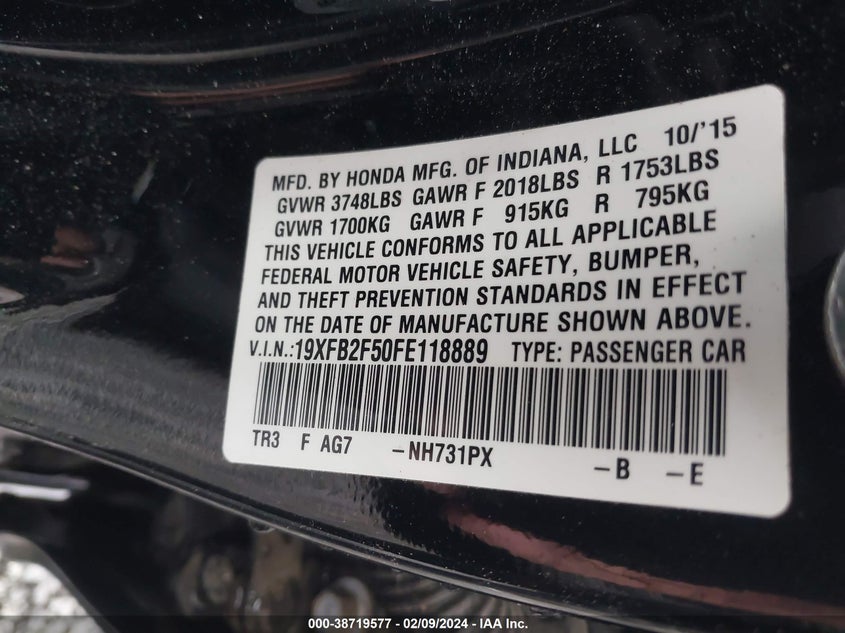 MFD. BY HONDA MFG. OF INDIANA, LLC 10/'15
GVWR 3748LBS GAWR F 2018LBS R 1753LBS
GVWR 1700KG GAWR F 915KG R 795KG
THIS VEHICLE CONFORMS TO ALL APPLICABLE
FEDERAL MOTOR VEHICLE SAFETY, BUMPER,
AND THEFT PREVENTION STANDARDS IN EFFECT
ON THE DATE OF MANUFACTURE SHOWN ABOVE.
V.I.N.:19XFB2F50FE118889 TYPE: PASSENGER CAR
TR3 F AG7 -NH731PX -B -E
000-38719577 - 02/09/2024 - IAA Inc.